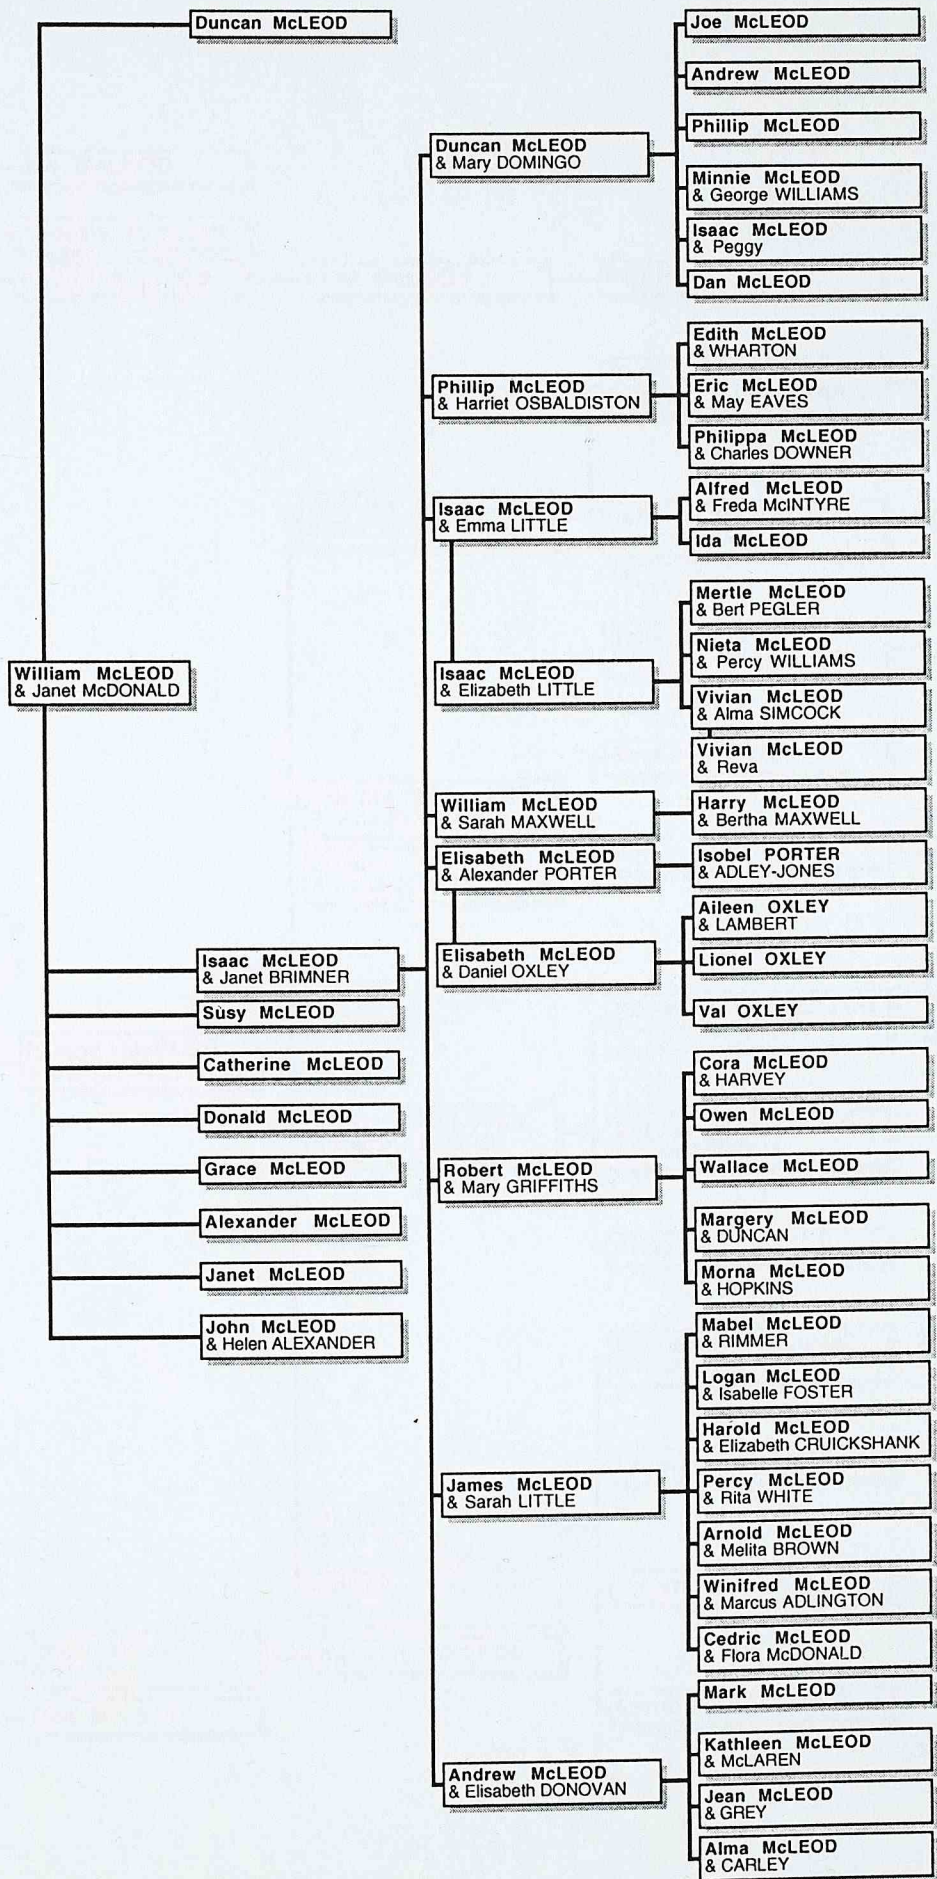 Duncan McLEOD
William McLEOD
& Janet McDONALD
Isaac McLEOD
& Janet BRIMNER
Susy McLEOD
Catherine McLEOD
Donald McLEOD
Grace McLEOD
Alexander McLEOD
Janet McLEOD
John McLEOD
& Helen ALEXANDER
Duncan McLEOD
& Mary DOMINGO
Phillip McLEOD
& Harriet OSBALDISTON
Isaac McLEOD
& Emma LITTLE
Isaac McLEOD
& Elizabeth LITTLE
William McLEOD
& Sarah MAXWELL
Elisabeth McLEOD
& Alexander PORTER
Elisabeth McLEOD
& Daniel OXLEY
Robert McLEOD
& Mary GRIFFITHS
James McLEOD
& Sarah LITTLE
Andrew McLEOD
& Elisabeth DONOVAN
Joe McLEOD
Andrew McLEOD
Phillip McLEOD
Minnie McLEOD
& George WILLIAMS
Isaac McLEOD
& Peggy
Dan McLEOD
Edith McLEOD
& WHARTON
Eric McLEOD
& May EAVES
Philippa McLEOD
& Charles DOWNER
Alfred McLEOD
& Freda McINTYRE
Ida McLEOD
Mertle McLEOD
& Bert PEGLER
Nieta McLEOD
& Percy WILLIAMS
Vivian McLEOD
& Alma SIMCOCK
Vivian McLEOD
& Reva
Harry McLEOD
& Bertha MAXWELL
Isobel PORTER
& ADLEY-JONES
Aileen OXLEY
& LAMBERT
Lionel OXLEY
Val OXLEY
Cora McLEOD
& HARVEY
Owen McLEOD
Wallace McLEOD
Margery McLEOD
& DUNCAN
Morna McLEOD
& HOPKINS
Mabel McLEOD
& RIMMER
Logan McLEOD
& Isabelle FOSTER
Harold McLEOD
& Elizabeth CRUICKSHANK
Percy McLEOD
& Rita WHITE
Arnold McLEOD
& Melita BROWN
Winifred McLEOD
& Marcus ADLINGTON
Cedric McLEOD
& Flora McDONALD
Mark McLEOD
Kathleen McLEOD
& McLAREN
Jean McLEOD
& GREY
Alma McLEOD
& CARLEY